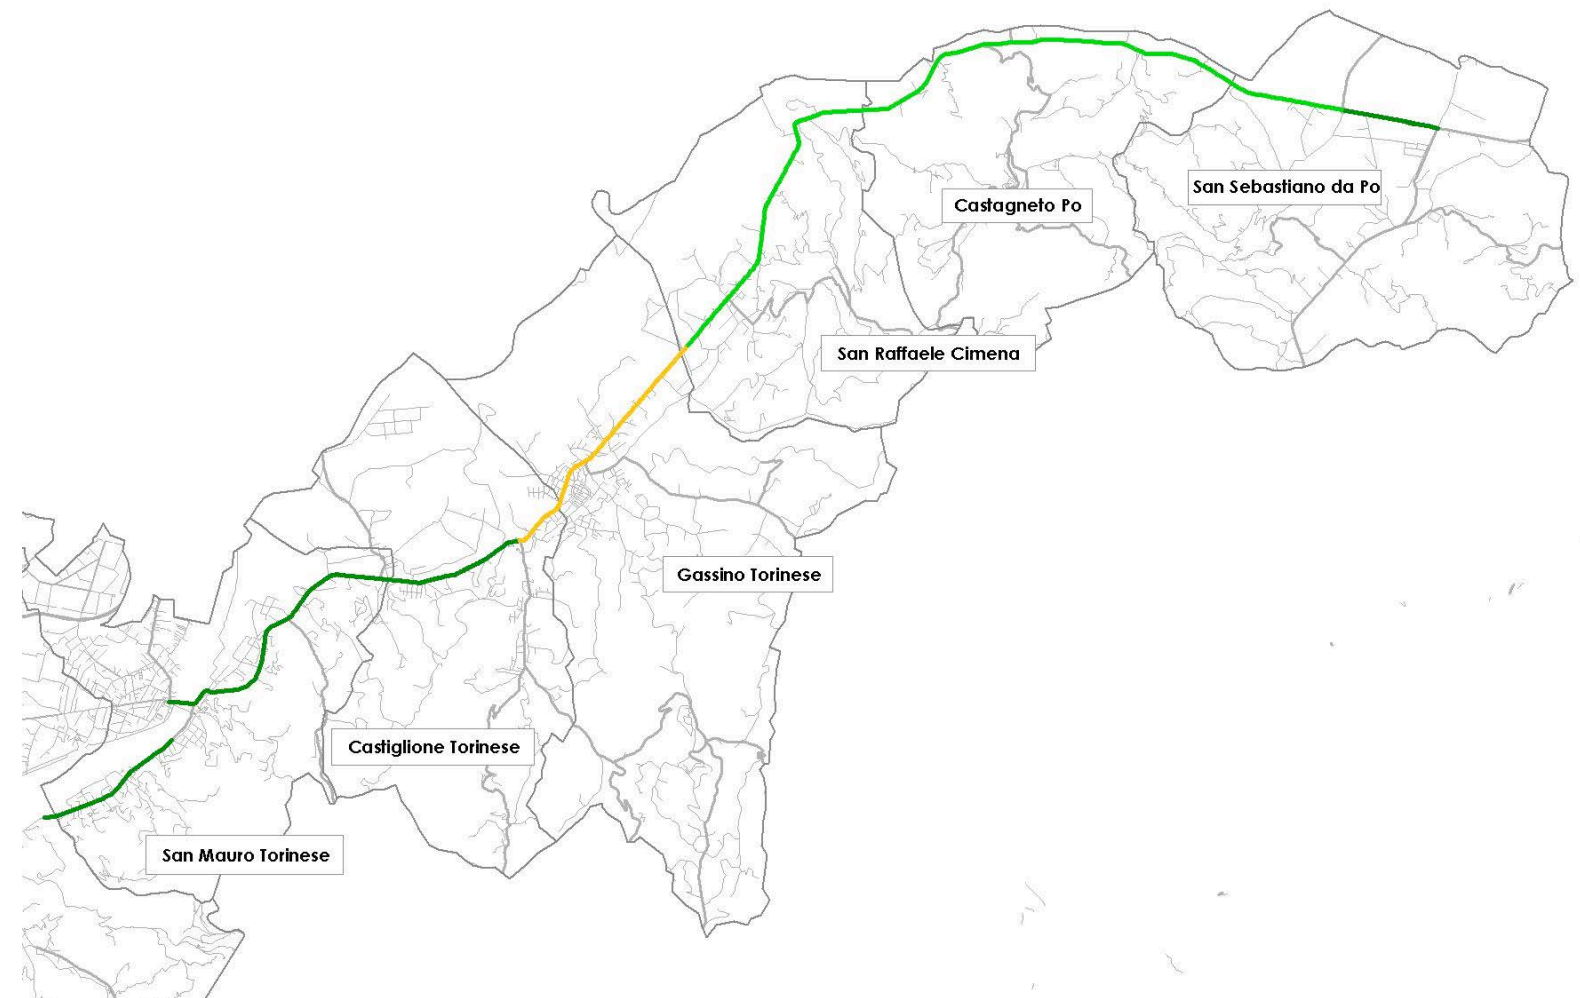 San Sebastiano da Po
Castagneto Po
San Raffaele Cimena
Gassino Torinese
Castiglione Torinese
San Mauro Torinese